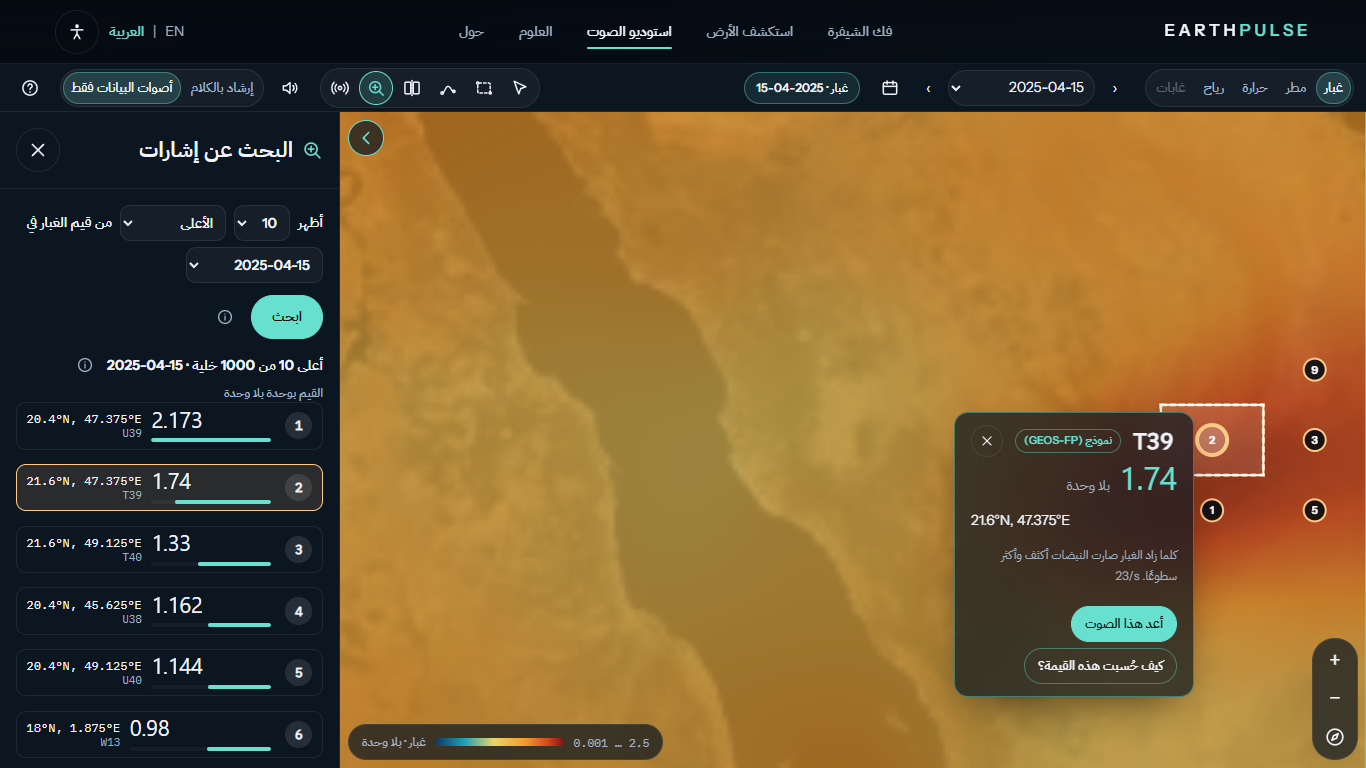 EARTHPULSE
فك الشيفرة
استكشف الأرض
استوديو الصوت
العلوم
حول
العربية | EN
غبار
مطر
حرارة
رياح
غابات
2025-04-15
غبار · 2025-04-15
إرشاد بالكلام
أصوات البيانات فقط
البحث عن إشارات
أظهر 10 الأعلى من قيم الغبار في
2025-04-15
ابحث
أعلى 10 من 1000 خلية · 2025-04-15
القيم بوحدة بلا وحدة
1 2.173 20.4°N, 47.375°E
U39
2 1.74 21.6°N, 47.375°E
T39
3 1.33 21.6°N, 49.125°E
T40
4 1.162 20.4°N, 45.625°E
U38
5 1.144 20.4°N, 49.125°E
U40
6 0.98 18°N, 1.875°E
W13
9
2
3
1
5
T39 نموذج (GEOS-FP)
1.74 بلا وحدة
21.6°N, 47.375°E
كلما زاد الغبار صارت النبضات أكثف وأكثر
سطوعًا. 23/s
أعد هذا الصوت
كيف حُسبت هذه القيمة؟
غبار · بلا وحدة 0.001 … 2.5